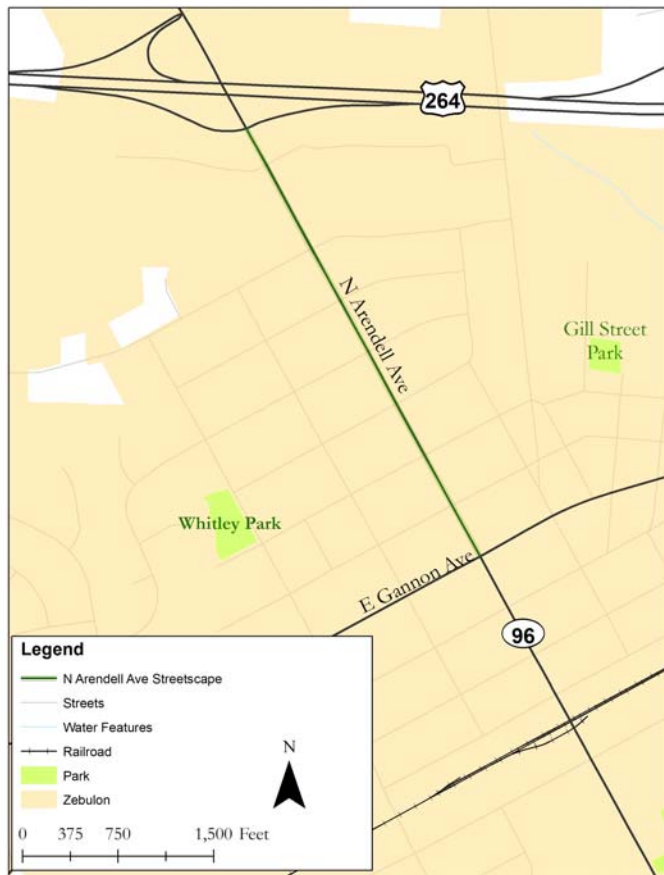 264
N Arendell Ave
Gill Street
Park
Whitley Park
E Gannon Ave
96
Legend
N Arendell Ave Streetscape
Streets
Water Features
Railroad
Park
Zebulon
N
0 375 750 1,500 Feet